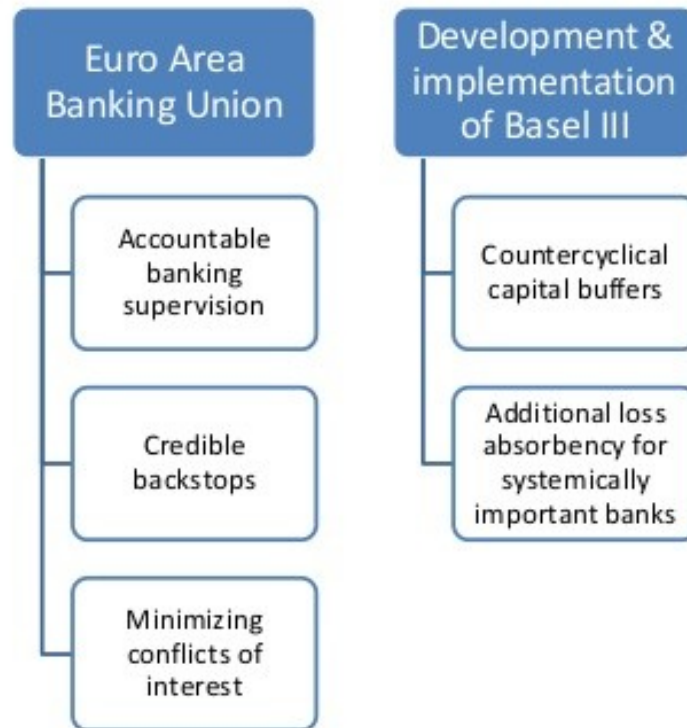 Euro Area
Banking Union
Accountable
banking
supervision
Credible
backstops
Minimizing
conflicts of
interest
Development &
implementation
of Basel III
Countercyclical
capital buffers
Additional loss
absorbency for
systemically
important banks